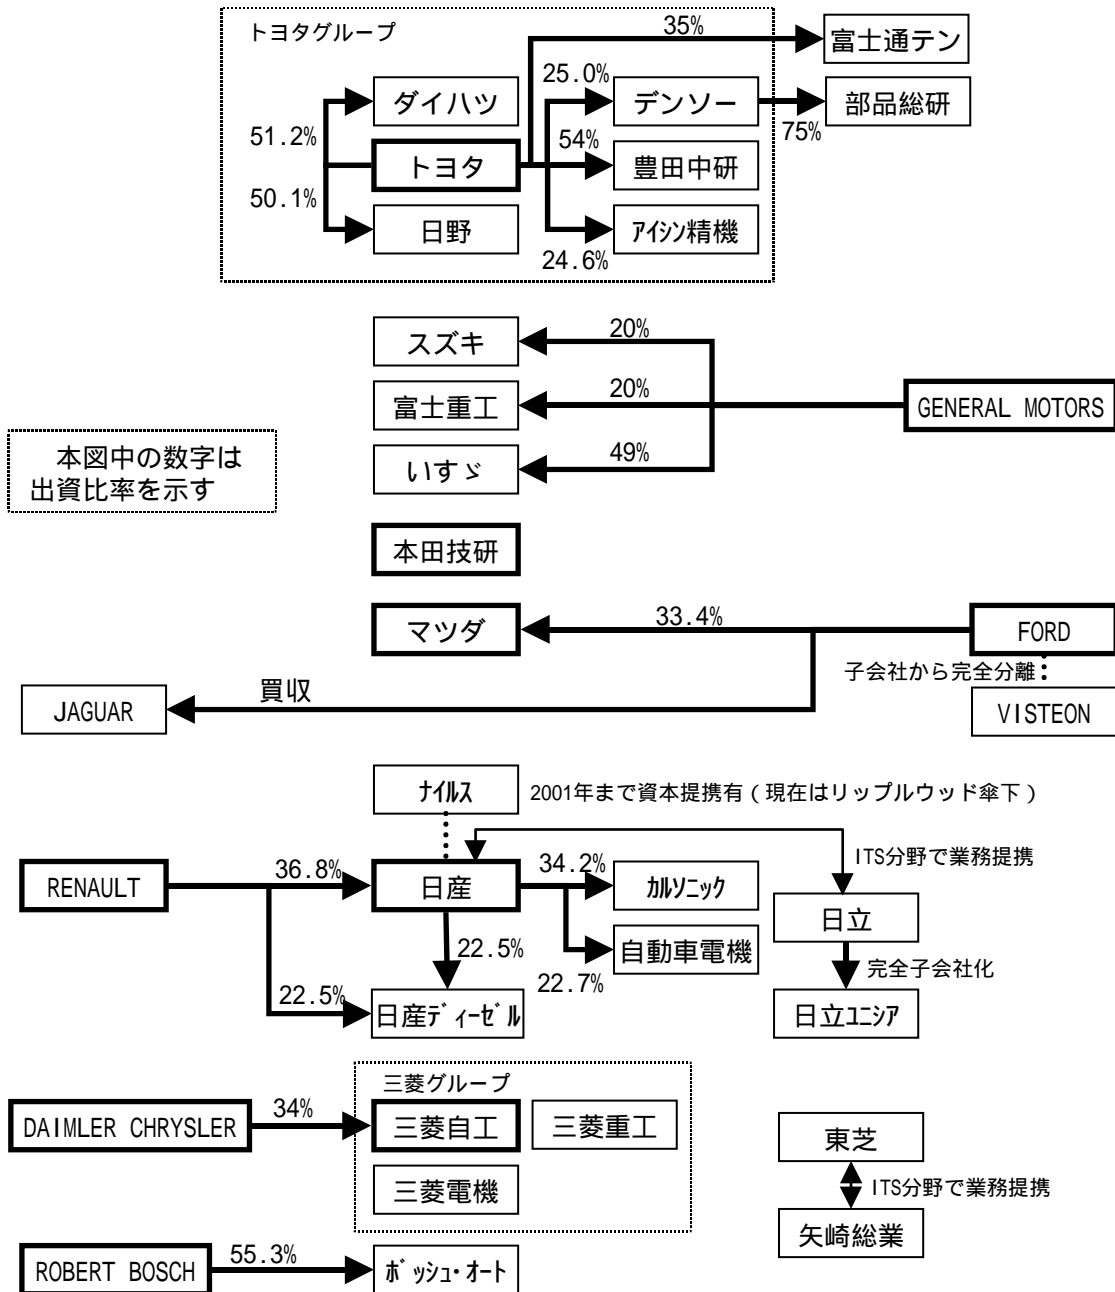 トヨタグループ
35%
富士通テン
ダイハツ
25.0%
デンソー
75%
部品総研
51.2%
トヨタ
54%
豊田中研
50.1%
日野
24.6%
アイシン精機
スズキ
20%
富士重工
20%
GENERAL MOTORS
いすゞ
49%
本図中の数字は
出資比率を示す
本田技研
マツダ
33.4%
FORD
子会社から完全分離
VISTEON
JAGUAR
買収
ナイルス
2001年まで資本提携有(現在はリップルウッド傘下)
RENAULT
36.8%
日産
34.2%
カルソニック
ITS分野で業務提携
日立
22.5%
22.7%
自動車電機
完全子会社化
22.5%
日産ディーゼル
日立ユニシア
三菱グループ
DAIMLER CHRYSLER
34%
三菱自工
三菱重工
三菱電機
東芝
ITS分野で業務提携
矢崎総業
ROBERT BOSCH
55.3%
ボッシュ・オート